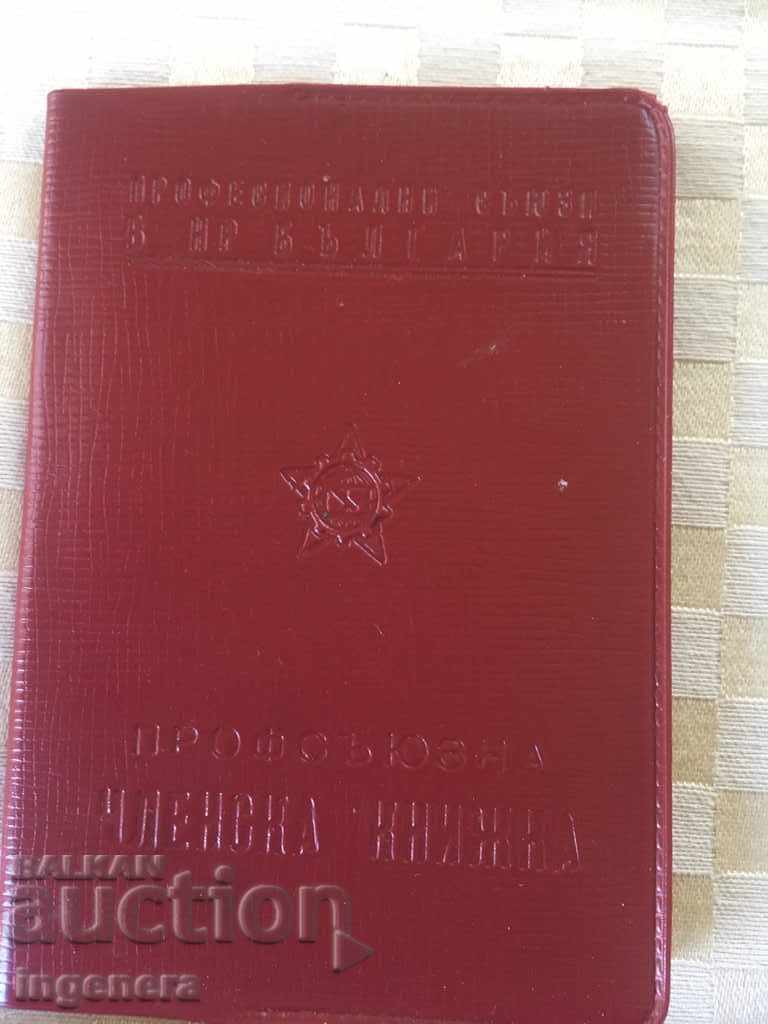 ПРОФЕСИОНАЛНИ СЪЮЗИ
В НР БЪЛГАРИЯ
ПРОФСЪЮЗНА
ЧЛЕНСКА КНИЖКА
BALKAN
auction
ingenera